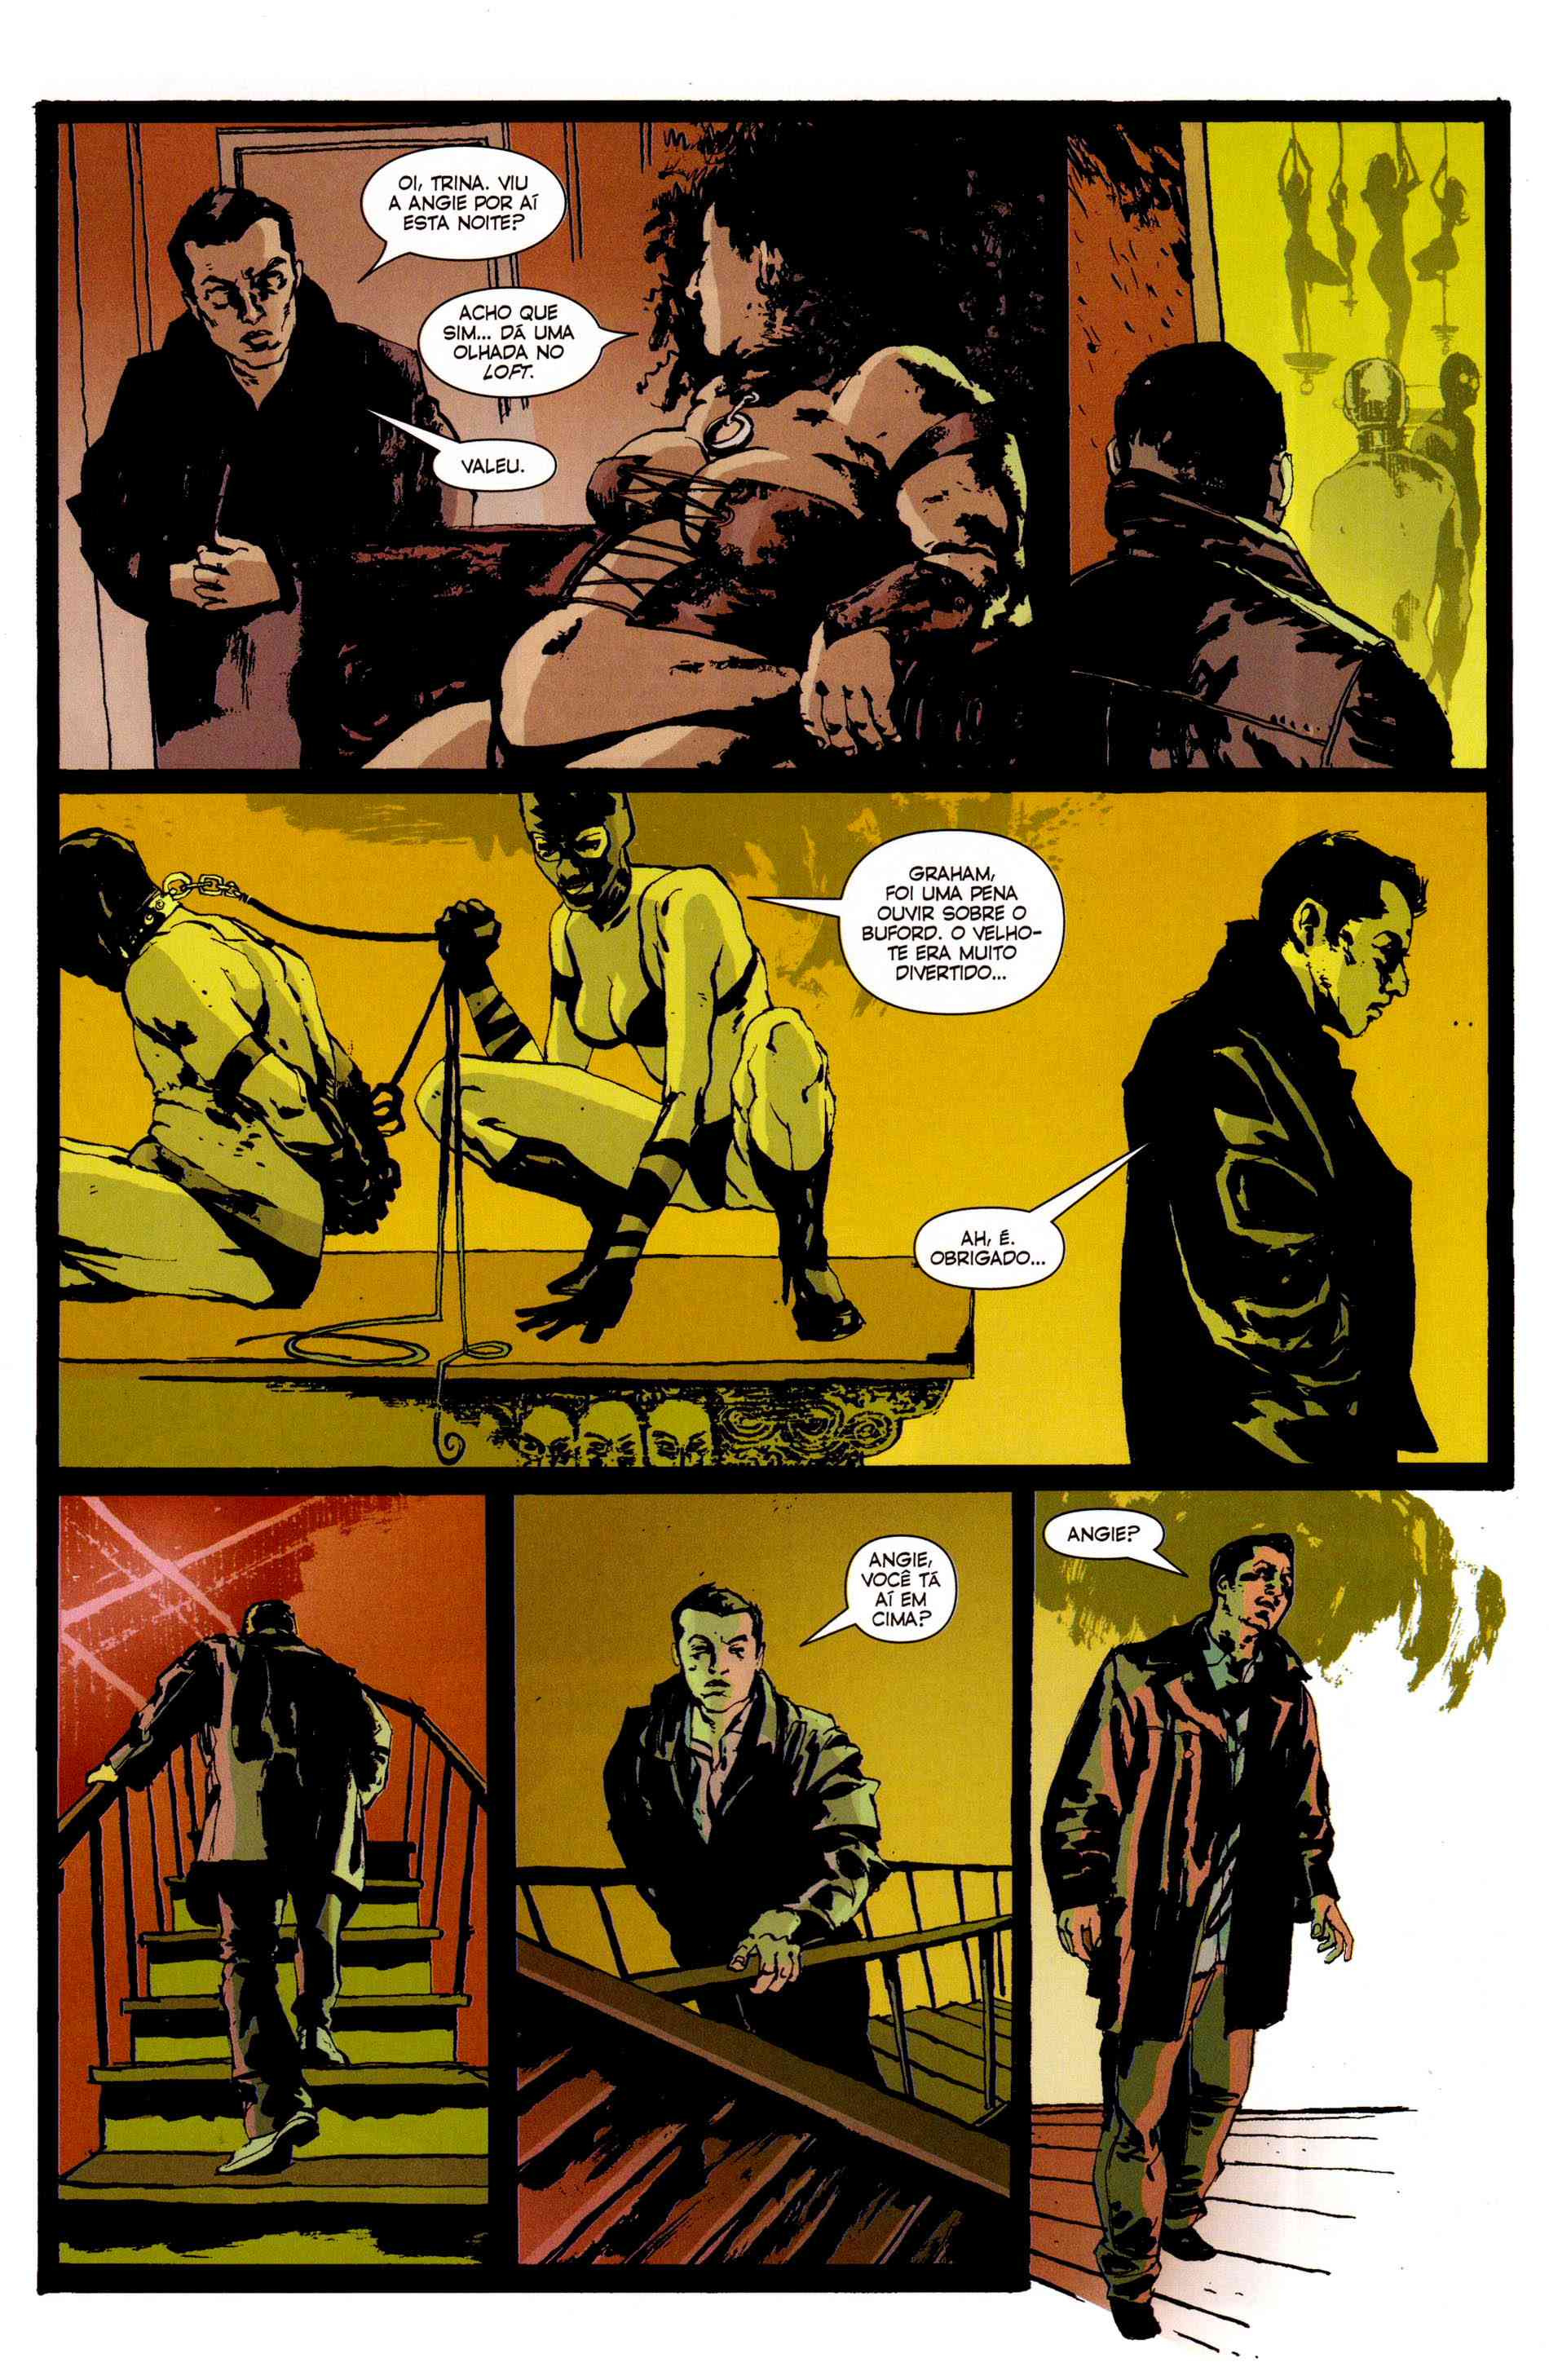 OI, TRINA. VIU
A ANGIE POR AÍ
ESTA NOITE?
ACHO QUE
SIM... DÁ UMA
OLHADA NO
LOFT.
VALEU.
GRAHAM,
FOI UMA PENA
OUVIR SOBRE O
BUFORD. O VELHO-
TE ERA MUITO
DIVERTIDO...
AH, É.
OBRIGADO...
ANGIE,
VOCÊ TÁ
AÍ EM
CIMA?
ANGIE?